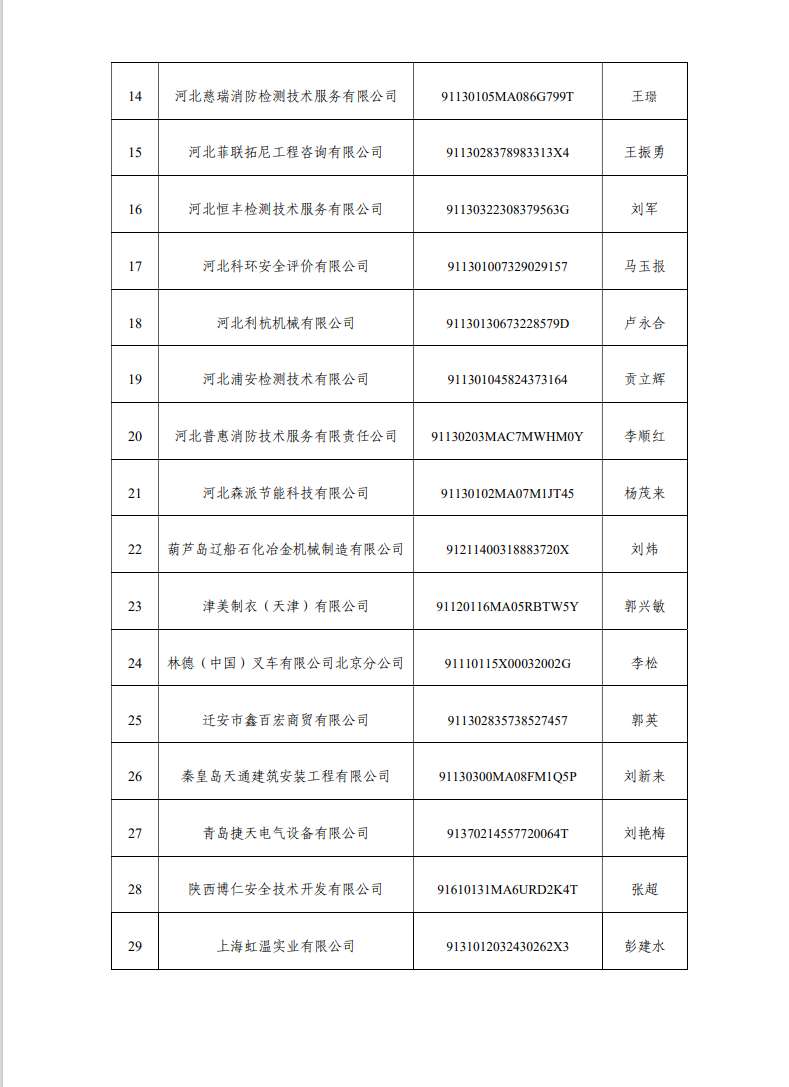 14 河北慈瑞消防检测技术服务有限公司 91130105MA086G799T 王璟
15 河北菲联拓尼工程咨询有限公司 9113028378983313X4 王振勇
16 河北恒丰检测技术服务有限公司 91130322308379563G 刘军
17 河北科环安全评价有限公司 911301007329029157 马玉报
18 河北利杭机械有限公司 91130130673228579D 卢永合
19 河北浦安检测技术有限公司 911301045824373164 贡立辉
20 河北普惠消防技术服务有限责任公司 91130203MAC7MWHM0Y 李顺红
21 河北森派节能科技有限公司 91130102MA07M1JT45 杨茂来
22 葫芦岛辽船石化冶金机械制造有限公司 91211400318883720X 刘炜
23 津美制衣（天津）有限公司 91120116MA05RBTW5Y 郭兴敏
24 林德（中国）叉车有限公司北京分公司 91110115X00032002G 李松
25 迁安市鑫百宏商贸有限公司 911302835738527457 郭英
26 秦皇岛天通建筑安装工程有限公司 91130300MA08FM1Q5P 刘新来
27 青岛捷天电气设备有限公司 91370214557720064T 刘艳梅
28 陕西博仁安全技术开发有限公司 91610131MA6URD2K4T 张超
29 上海虹温实业有限公司 9131012032430262X3 彭建水